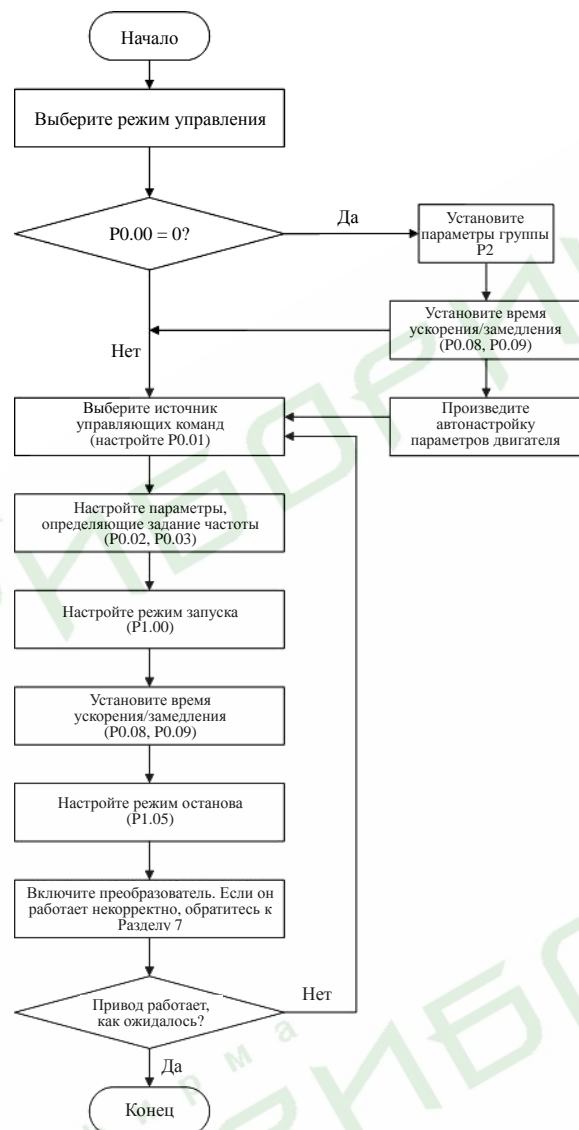 Начало
Выберите режим управления
P0.00 = 0?
Да
Установите
параметры группы
P2
Установите время
ускорения/замедления
(P0.08, P0.09)
Нет
Произведите
автонастройку
параметров двигателя
Выберите источник
управляющих команд
(настройте P0.01)
Настройте параметры,
определяющие задание частоты
(P0.02, P0.03)
Настройте режим запуска
(P1.00)
Установите время
ускорения/замедления
(P0.08, P0.09)
Настройте режим останова
(P1.05)
Включите преобразователь. Если он
работает некорректно, обратитесь к
Разделу 7
Привод работает,
как ожидалось?
Нет
Да
Конец